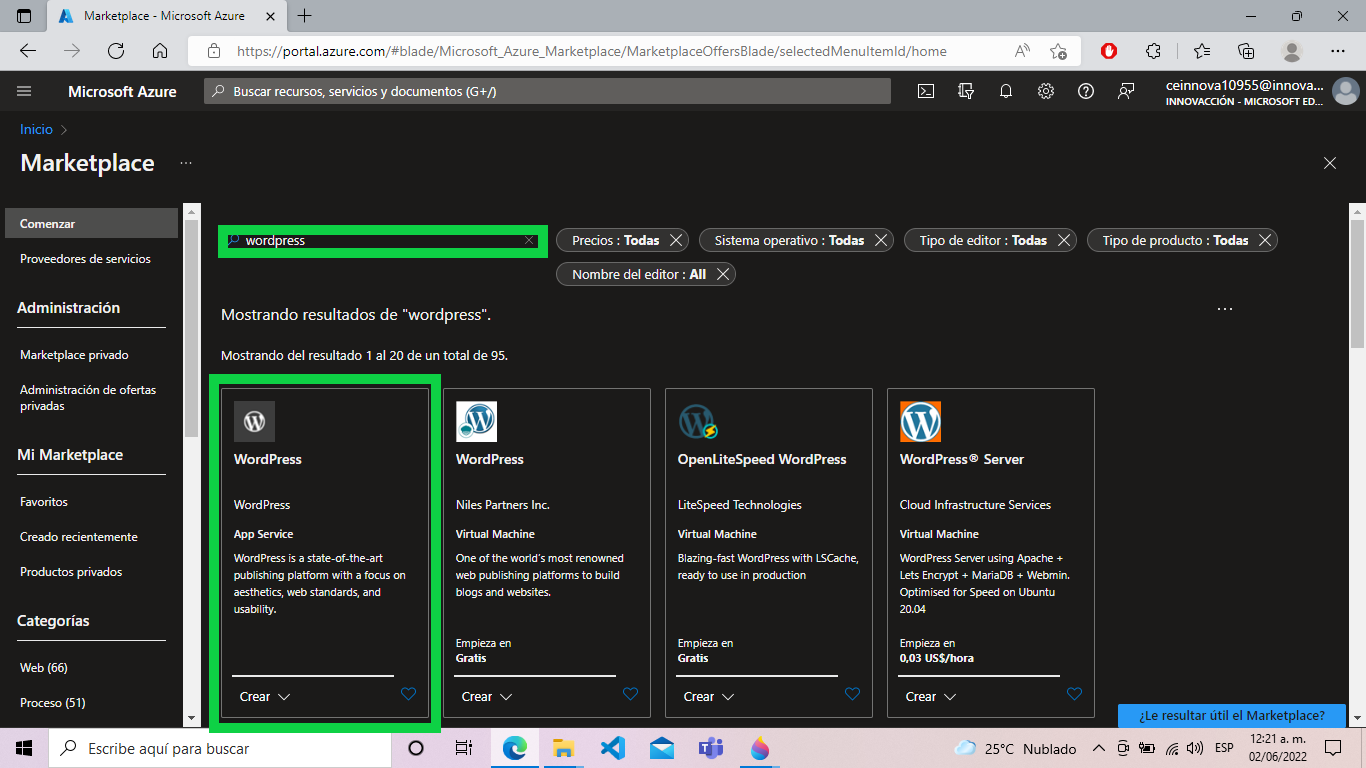 Marketplace - Microsoft Azure
https://portal.azure.com/#blade/Microsoft_Azure_Marketplace/MarketplaceOffersBlade/selectedMenuItemId/home
Microsoft Azure
Buscar recursos, servicios y documentos (G+/)
ceinnova10955@innova...
INNOVACCIÓN - MICROSOFT ED...
Inicio
Marketplace
Comenzar
Proveedores de servicios
Administración
Marketplace privado
Administración de ofertas
privadas
Mi Marketplace
Favoritos
Creado recientemente
Productos privados
Categorías
Web (66)
Proceso (51)
wordpress
Precios : Todas
Sistema operativo : Todas
Tipo de editor : Todas
Tipo de producto : Todas
Nombre del editor : All
Mostrando resultados de "wordpress".
Mostrando del resultado 1 al 20 de un total de 95.
WordPress
WordPress
App Service
WordPress is a state-of-the-art
publishing platform with a focus on
aesthetics, web standards, and
usability.
Crear
WordPress
Niles Partners Inc.
Virtual Machine
One of the world's most renowned
web publishing platforms to build
blogs and websites.
Empieza en
Gratis
Crear
OpenLiteSpeed WordPress
LiteSpeed Technologies
Virtual Machine
Blazing-fast WordPress with LSCache,
ready to use in production
Empieza en
Gratis
Crear
WordPress® Server
Cloud Infrastructure Services
Virtual Machine
WordPress Server using Apache +
Lets Encrypt + MariaDB + Webmin.
Optimised for Speed on Ubuntu
20.04
Empieza en
0,03 US$/hora
Crear
¿Le resultar útil el Marketplace?
Escribe aquí para buscar
25°C Nublado
ESP
12:21 a. m.
02/06/2022